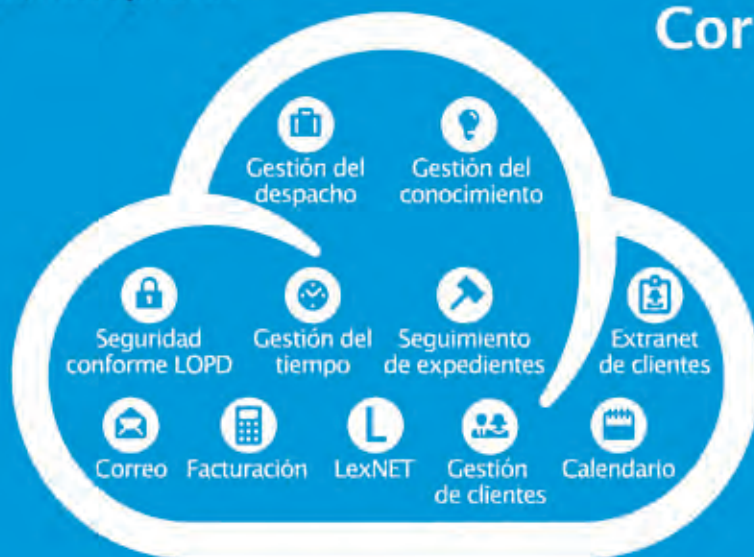 Cor
Gestión del
despacho
Gestión del
conocimiento
Seguridad
conforme LOPD
Gestión del
tiempo
Seguimiento
de expedientes
Extranet
de clientes
Correo
Facturación
L
LexNET
Gestión
de clientes
Calendario